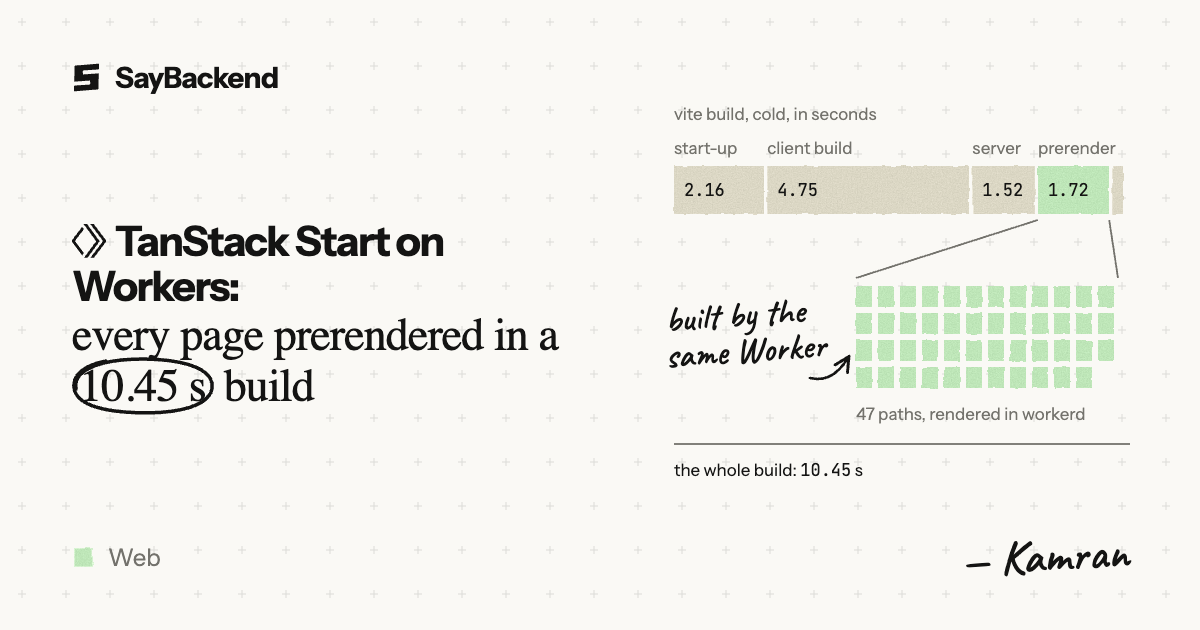 SayBackend
TanStack Start on
Workers:
every page prerendered in a
10.45 s build
Web
vite build, cold, in seconds
start-up client build server prerender
2.16 4.75 1.52 1.72
built by the
same Worker
47 paths, rendered in workerd
the whole build: 10.45 s
— Kamran